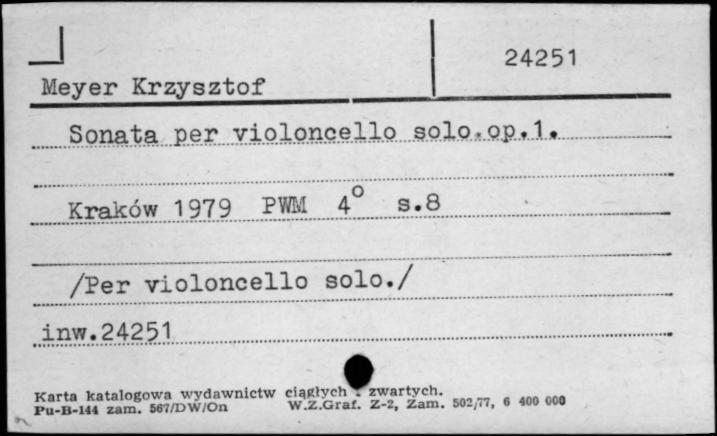 24251
Meyer Krzysztof
Sonata per violoncello solo.op.1.
Kraków 1979 PWM 4° s.8
/Per violoncello solo./
inw.24251
Karta katalogowa wydawnictw ciągłych i zwartych.
Pu-B-144 zam. 567/DW/On W.Z.Graf. Z-2, Zam. 502/77, 6 400 000